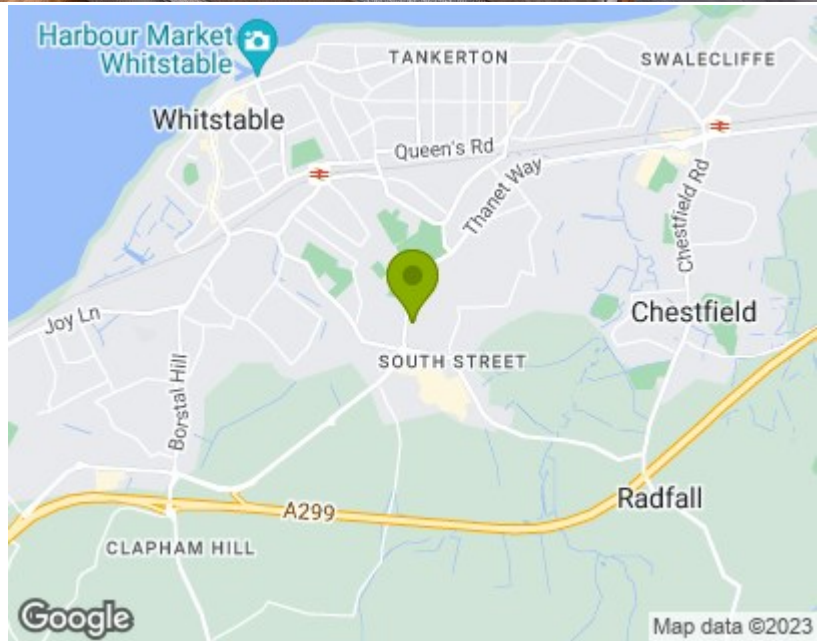 Harbour Market
Whitstable
TANKERTON
SWALECLIFFE
Whitstable
Queen's Rd
Thanet Way
Chestfield Rd
Joy Ln
Chestfield
Borstal Hill
SOUTH STREET
A299
Radfall
CLAPHAM HILL
Google
Map data ©2023